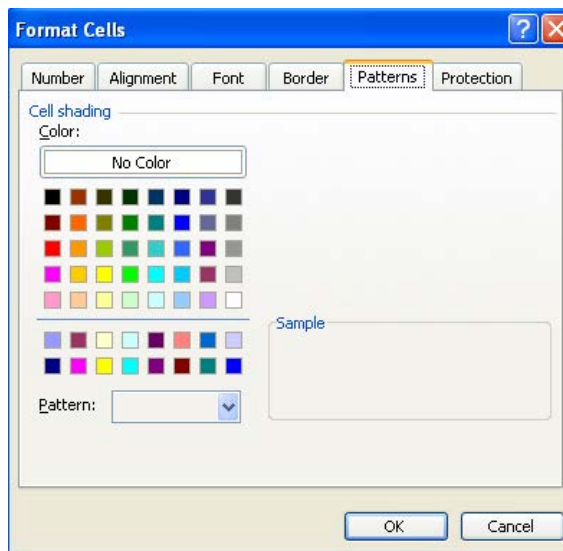 Format Cells
Number Alignment Font Border Patterns Protection
Cell shading
Color:
No Color
Sample
Pattern:
OK Cancel